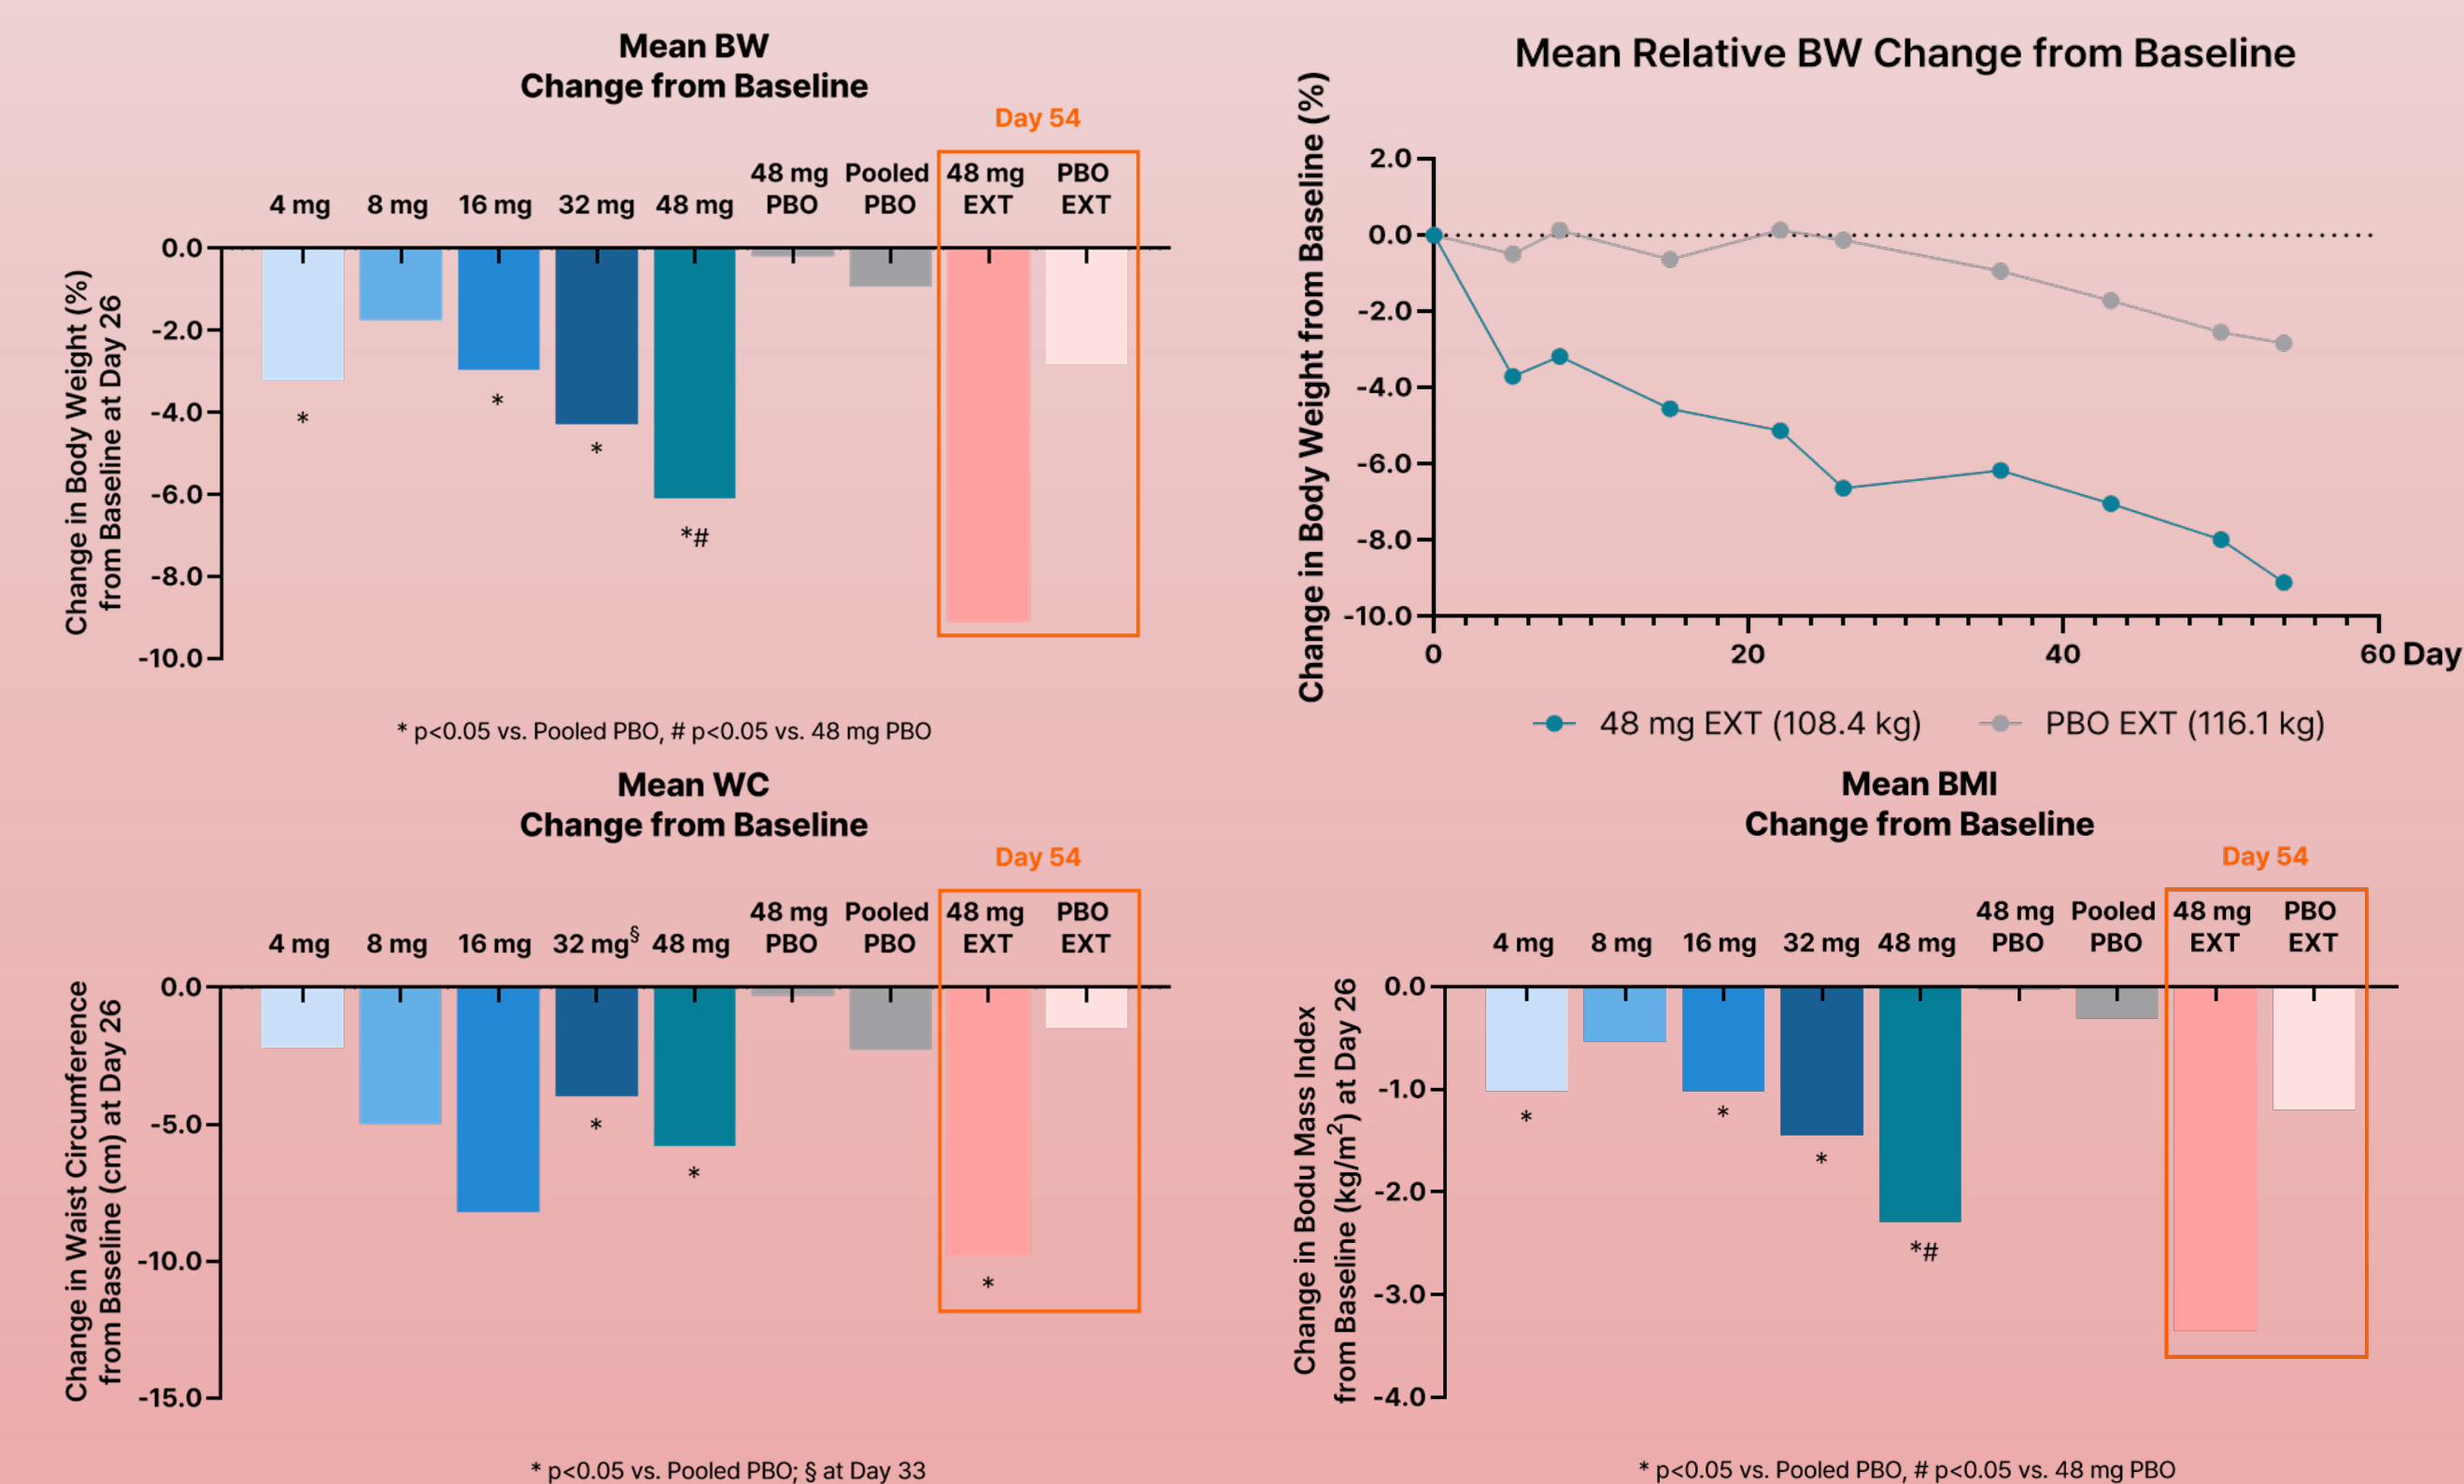 Mean BW
Change from Baseline
Day 54
4 mg
8 mg
16 mg
32 mg
48 mg
48 mg
PBO
Pooled
PBO
48 mg
EXT
PBO
EXT
Change in Body Weight (%)
from Baseline at Day 26
0.0
-2.0
-4.0
-6.0
-8.0
-10.0
*
*
*
*#
* p<0.05 vs. Pooled PBO, # p<0.05 vs. 48 mg PBO
Mean Relative BW Change from Baseline
Change in Body Weight from Baseline (%)
2.0
0.0
-2.0
-4.0
-6.0
-8.0
-10.0
0 20 40 60 Day
48 mg EXT (108.4 kg) PBO EXT (116.1 kg)
Mean WC
Change from Baseline
Day 54
4 mg
8 mg
16 mg
32 mg§
48 mg
48 mg
PBO
Pooled
PBO
48 mg
EXT
PBO
EXT
Change in Waist Circumference
from Baseline (cm) at Day 26
0.0
-5.0
-10.0
-15.0
*
*
*
* p<0.05 vs. Pooled PBO; § at Day 33
Mean BMI
Change from Baseline
Day 54
4 mg
8 mg
16 mg
32 mg
48 mg
48 mg
PBO
Pooled
PBO
48 mg
EXT
PBO
EXT
Change in Bodu Mass Index
from Baseline (kg/m²) at Day 26
0.0
-1.0
-2.0
-3.0
-4.0
*
*
*
*#
* p<0.05 vs. Pooled PBO, # p<0.05 vs. 48 mg PBO